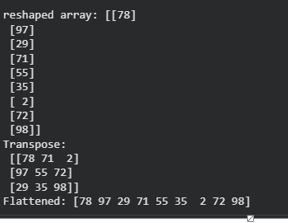 reshaped array: [[78]
 [97]
 [29]
 [71]
 [55]
 [35]
 [ 2]
 [72]
 [98]]
Transpose:
 [[78 71  2]
 [97 55 72]
 [29 35 98]]
Flattened: [78 97 29 71 55 35  2 72 98]